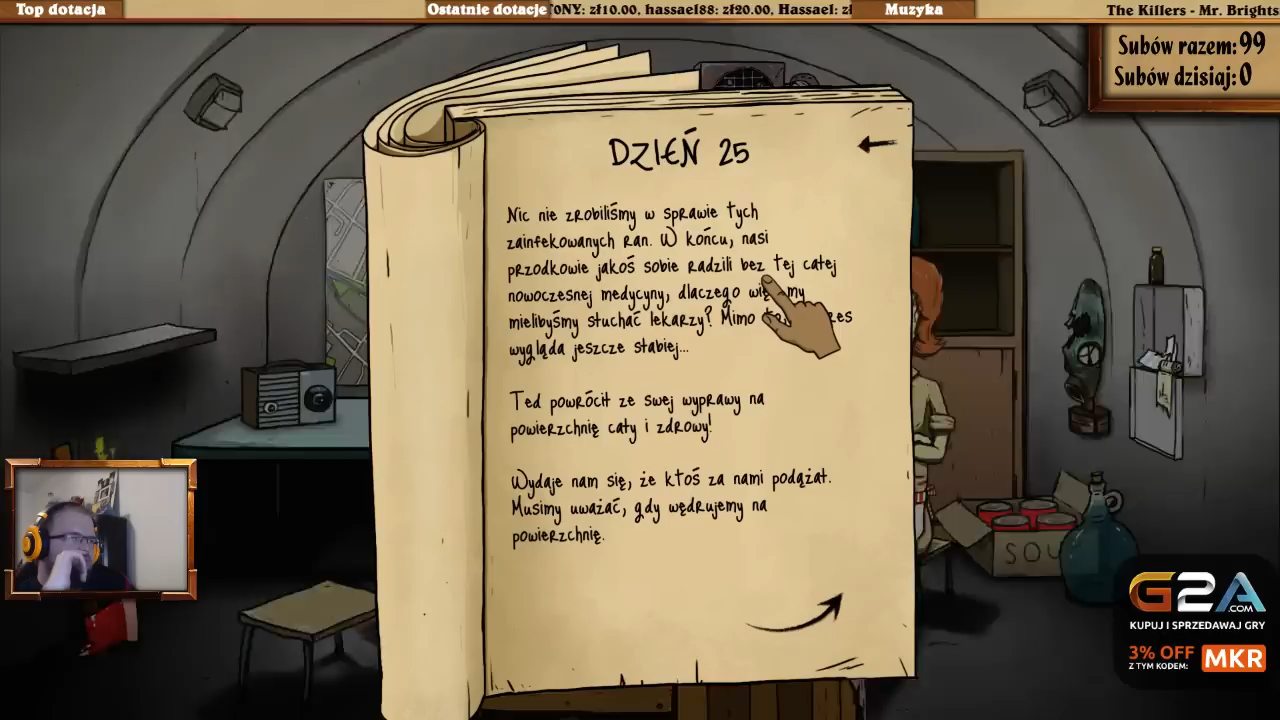 Top dotacja
Ostatnie dotacje
ONY: zł10.00, hassael88: zł20.00, Hassael: zł
Muzyka
The Killers - Mr. Brights
Subów razem: 99
Subów dzisiaj: 0
DZIEŃ 25
Nic nie zrobiliśmy w sprawie tych
zainfekowanych ran. W końcu, nasi
przodkowie jakoś sobie radzili bez tej całej
nowoczesnej medycyny, dlaczego więc my
mielibyśmy słuchać lekarzy? Mimo
wygląda jeszcze słabiej...
Ted powrócił ze swej wyprawy na
powierzchnię cały i zdrowy!
Wydaje nam się, że ktoś za nami podążał.
Musimy uważać, gdy wędrujemy na
powierzchnię.
SOU
G2A
.COM
KUPUJ I SPRZEDAWAJ GRY
3% OFF
Z TYM KODEM:
MKR